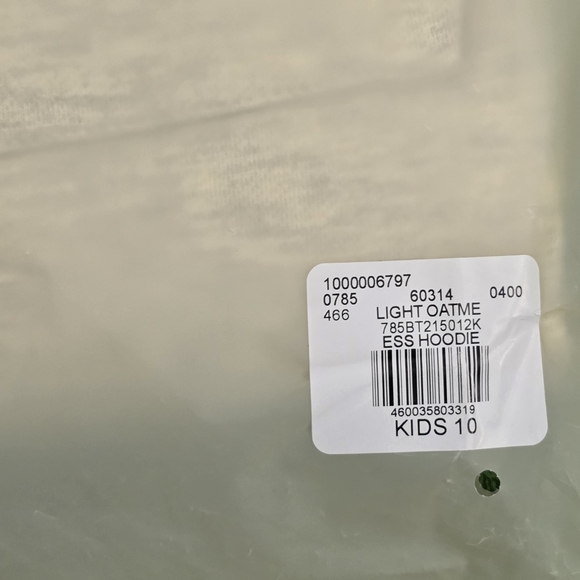 1000006797
0785 60314 0400
466 LIGHT OATME
785BT215012K
ESS HOODIE
460035803319
KIDS 10